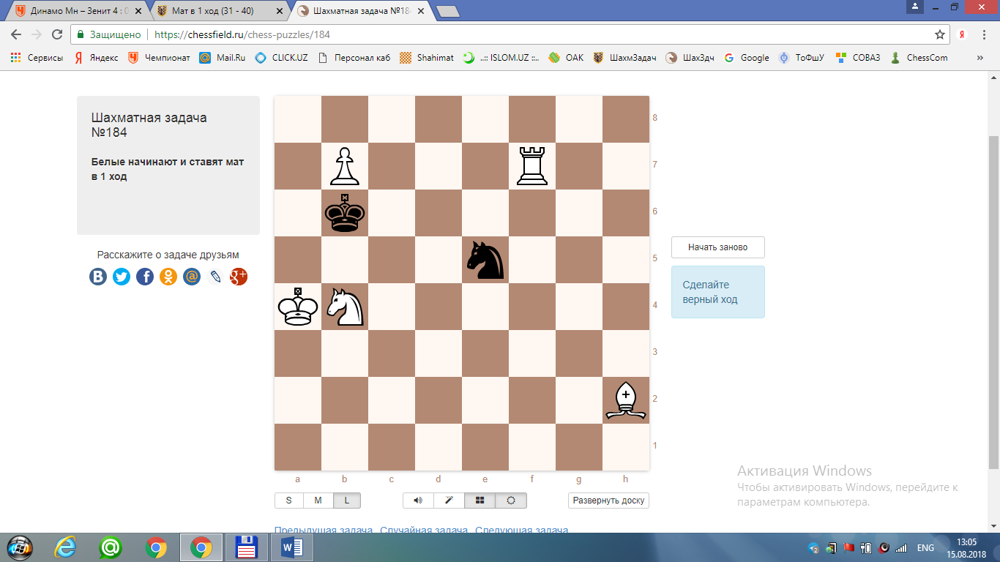 Динамо Мн – Зенит 4 : 0
Мат в 1 ход (31 - 40)
Шахматная задача №184
Защищено
https://chessfield.ru/chess-puzzles/184
Сервисы Яндекс Чемпионат Mail.Ru CLICK.UZ Персонал каб Shahimat ..:: ISLOM.UZ ::.. ОАК ШахмЗадач ШахЗдч Google ТоФшУ СОВАЗ ChessCom »
Шахматная задача
№184
Белые начинают и ставят мат
в 1 ход
Расскажите о задаче друзьям
8
7
6
5
4
3
2
1
a b c d e f g h
Начать заново
Сделайте
верный ход
S M L
Развернуть доску
Предыдущая задача Случайная задача Следующая задача
Активация Windows
Чтобы активировать Windows, перейдите к
параметрам компьютера.
ENG
13:05
15.08.2018